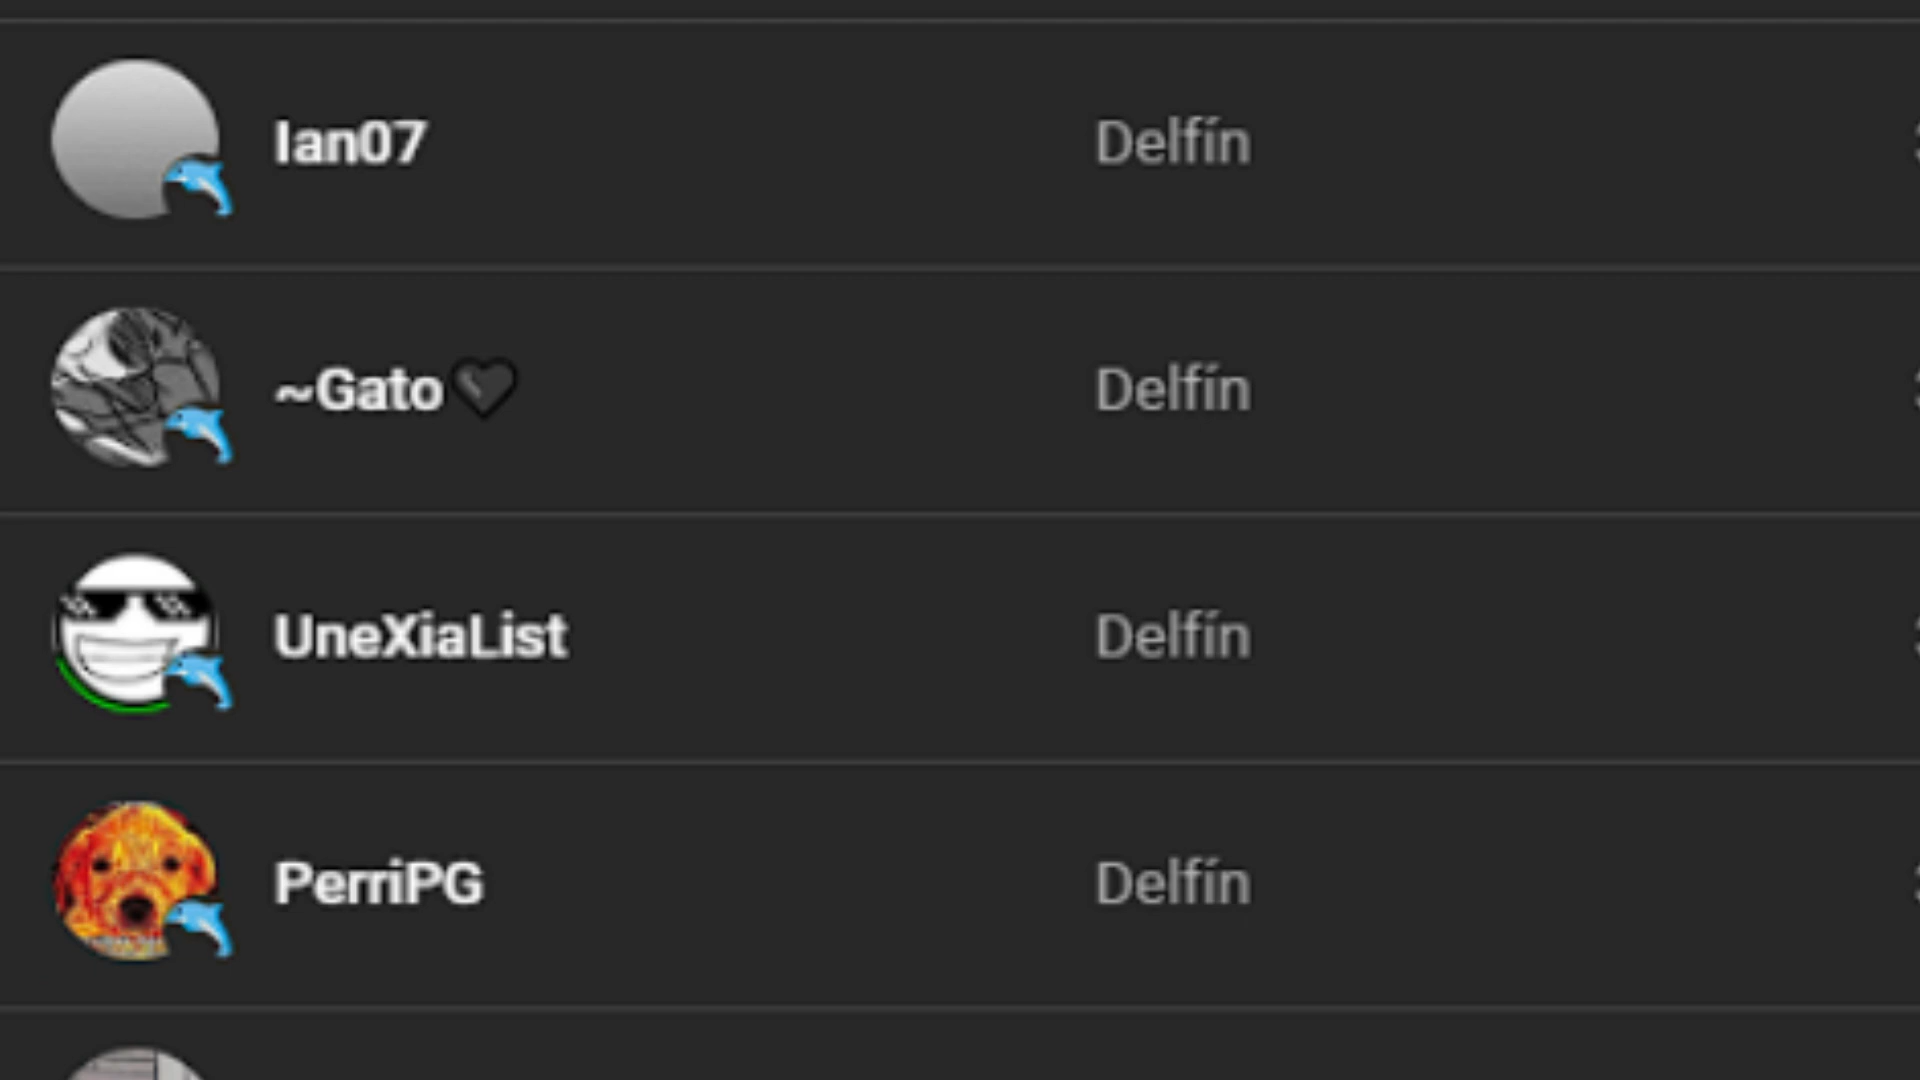 Ian07 Delfín
~Gato🖤 Delfín
UneXiaList Delfín
PerriPG Delfín